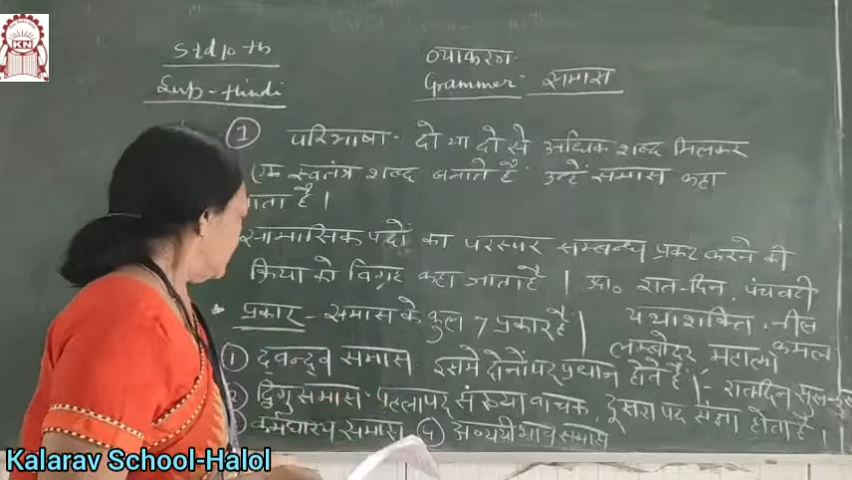 KN
Std 10 th
Sub - Hindi
व्याकरण
Grammer - समास
① परिभाषा - दो या दो से अधिक शब्द मिलकर
एक स्वतंत्र शब्द बनाते है उन्हें समास कहा
जाता है।
सामासिक पदों का परस्पर सम्बन्ध प्रकट करने की
क्रिया को विग्रह कहा जाता है। उदा० रात-दिन, पंचवटी
यथाशक्ति, नील
कमल
लम्बोदर, महात्मा
प्रकार - समास के कुल 7 प्रकार है
① द्वन्द्व समास इसमे दोनों पद प्रधान होते है। - रातदिन
② द्विगु समास - पहला पद संख्या वाचक, दूसरा पद संज्ञा होता है।
कर्मधारय समास ④ अव्ययीभाव समास
Kalarav School-Halol